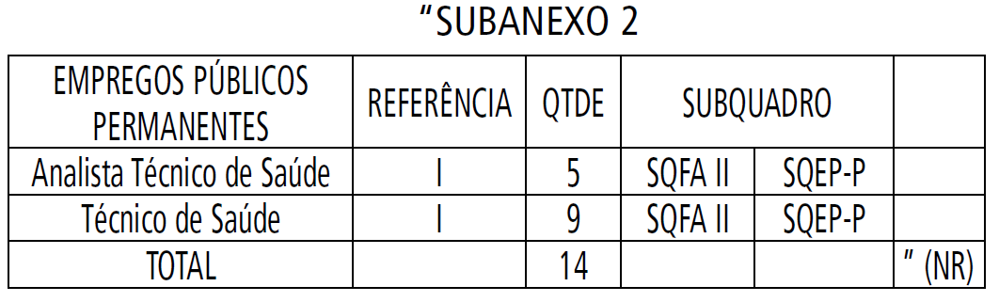 “SUBANEXO 2
EMPREGOS PÚBLICOS
PERMANENTES
REFERÊNCIA
QTDE
SUBQUADRO
Analista Técnico de Saúde I 5 SQFA II SQEP-P
Técnico de Saúde I 9 SQFA II SQEP-P
TOTAL 14 ” (NR)